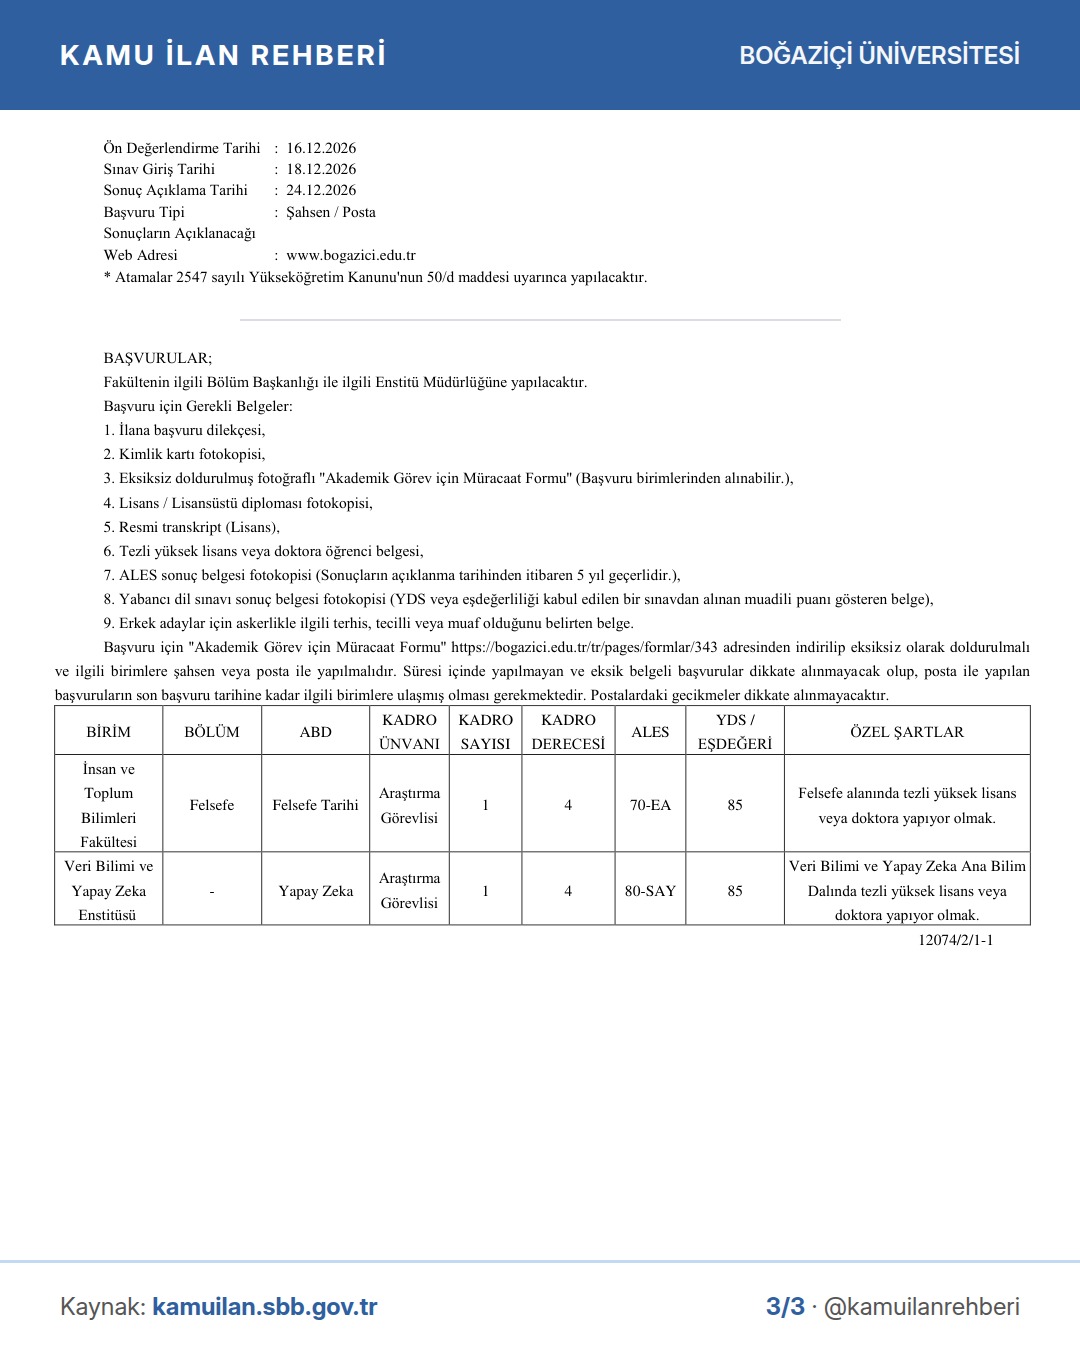 KAMU İLAN REHBERİ
BOĞAZİÇİ ÜNİVERSİTESİ
Ön Değerlendirme Tarihi : 16.12.2026
Sınav Giriş Tarihi : 18.12.2026
Sonuç Açıklama Tarihi : 24.12.2026
Başvuru Tipi : Şahsen / Posta
Sonuçların Açıklanacağı
Web Adresi : www.bogazici.edu.tr
* Atamalar 2547 sayılı Yükseköğretim Kanunu'nun 50/d maddesi uyarınca yapılacaktır.
BAŞVURULAR;
Fakültenin ilgili Bölüm Başkanlığı ile ilgili Enstitü Müdürlüğüne yapılacaktır.
Başvuru için Gerekli Belgeler:
1. İlana başvuru dilekçesi,
2. Kimlik kartı fotokopisi,
3. Eksiksiz doldurulmuş fotoğraflı "Akademik Görev için Müracaat Formu" (Başvuru birimlerinden alınabilir.),
4. Lisans / Lisansüstü diploması fotokopisi,
5. Resmi transkript (Lisans),
6. Tezli yüksek lisans veya doktora öğrenci belgesi,
7. ALES sonuç belgesi fotokopisi (Sonuçların açıklanma tarihinden itibaren 5 yıl geçerlidir.),
8. Yabancı dil sınavı sonuç belgesi fotokopisi (YDS veya eşdeğerliliği kabul edilen bir sınavdan alınan muadili puanı gösteren belge),
9. Erkek adaylar için askerlikle ilgili terhis, tecilli veya muaf olduğunu belirten belge.
Başvuru için "Akademik Görev için Müracaat Formu" https://bogazici.edu.tr/tr/pages/formlar/343 adresinden indirilip eksiksiz olarak doldurulmalı
ve ilgili birimlere şahsen veya posta ile yapılmalıdır. Süresi içinde yapılmayan ve eksik belgeli başvurular dikkate alınmayacak olup, posta ile yapılan
başvuruların son başvuru tarihine kadar ilgili birimlere ulaşmış olması gerekmektedir. Postalardaki gecikmeler dikkate alınmayacaktır.
BİRİM BÖLÜM ABD KADRO ÜNVANI KADRO SAYISI KADRO DERECESİ ALES YDS / EŞDEĞERİ ÖZEL ŞARTLAR
İnsan ve Toplum Bilimleri Fakültesi Felsefe Felsefe Tarihi Araştırma Görevlisi 1 4 70-EA 85 Felsefe alanında tezli yüksek lisans veya doktora yapıyor olmak.
Veri Bilimi ve Yapay Zeka Enstitüsü - Yapay Zeka Araştırma Görevlisi 1 4 80-SAY 85 Veri Bilimi ve Yapay Zeka Ana Bilim Dalında tezli yüksek lisans veya doktora yapıyor olmak.
12074/2/1-1
Kaynak: kamuilan.sbb.gov.tr
3/3 · @kamuilanrehberi